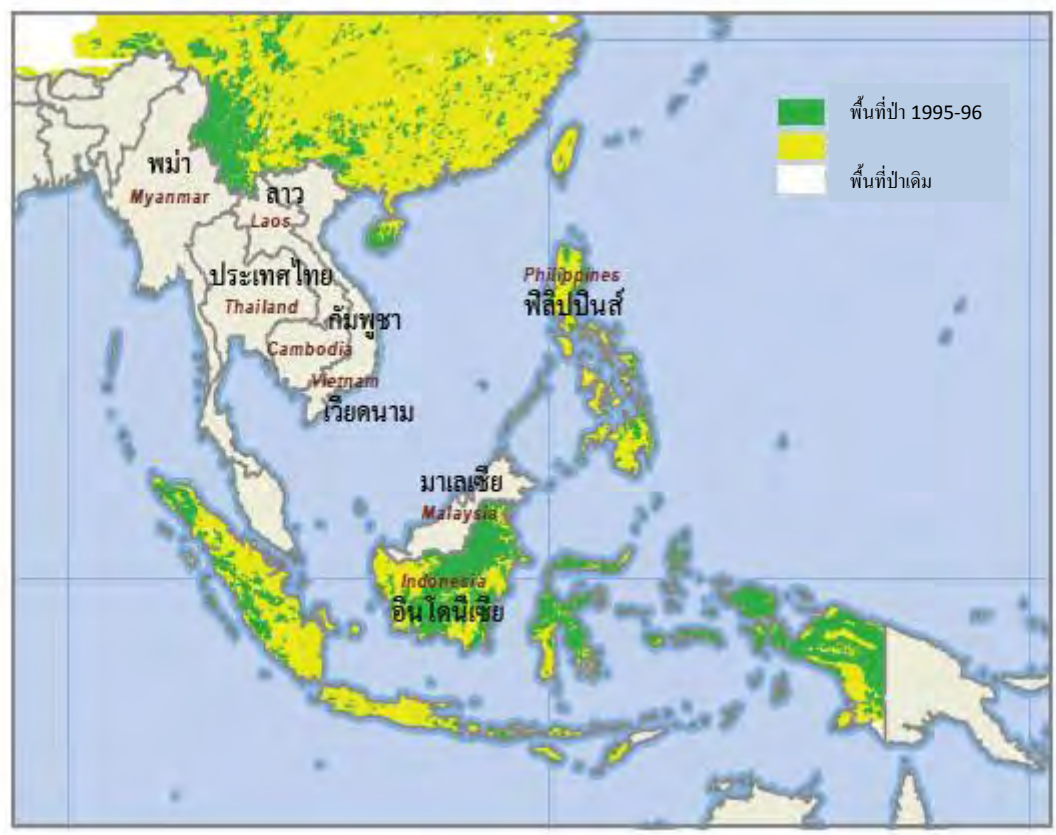 พื้นที่ป่า 1995-96
พื้นที่ป่าเดิม
พม่า
Myanmar
ลาว
Laos
ประเทศไทย
Thailand
กัมพูชา
Cambodia
Vietnam
เวียดนาม
Philippines
ฟิลิปปินส์
มาเลเซีย
Malaysia
Indonesia
อินโดนีเซีย